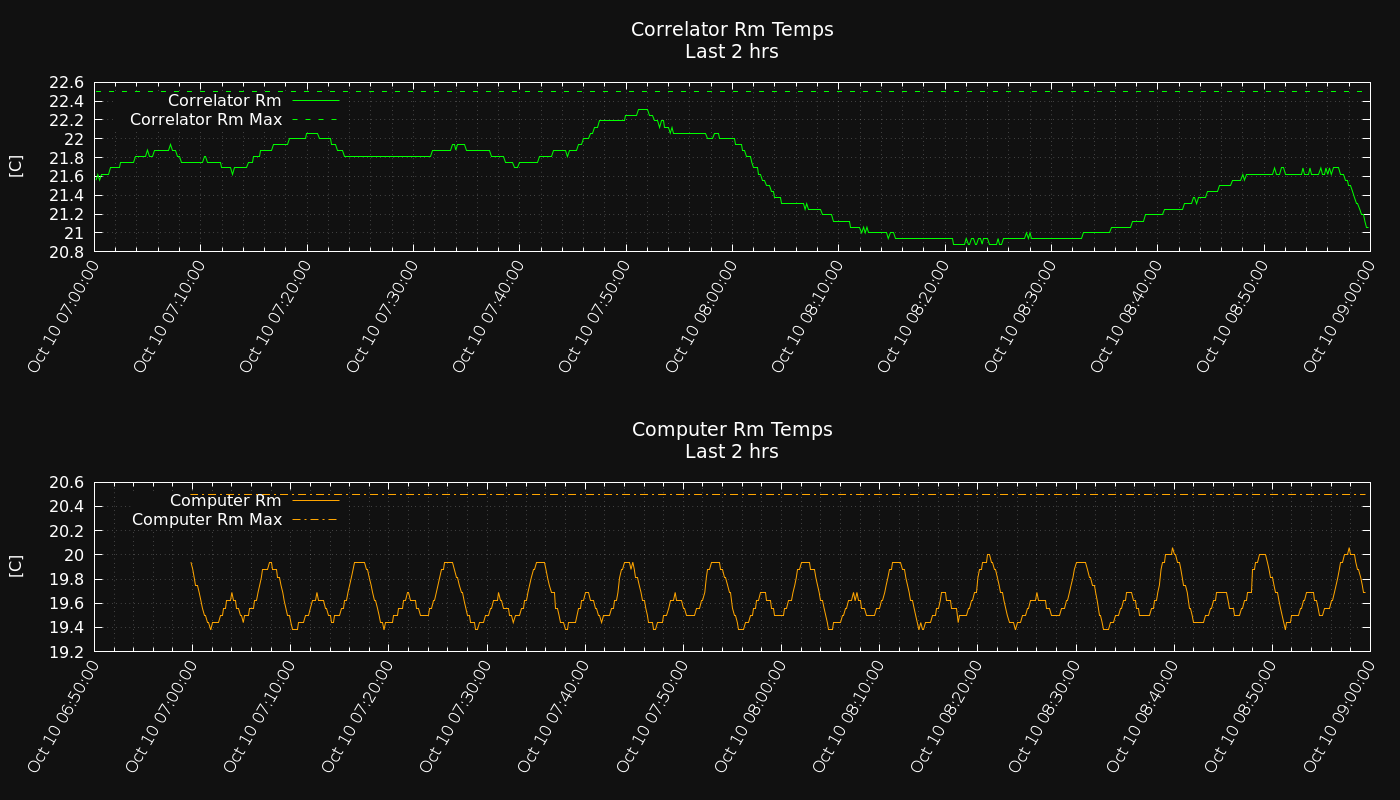 Correlator Rm Temps
Last 2 hrs
22.6
22.4
22.2
22
21.8
21.6
21.4
21.2
21
20.8
[C]
Correlator Rm
Correlator Rm Max
Oct 10 07:00:00
Oct 10 07:10:00
Oct 10 07:20:00
Oct 10 07:30:00
Oct 10 07:40:00
Oct 10 07:50:00
Oct 10 08:00:00
Oct 10 08:10:00
Oct 10 08:20:00
Oct 10 08:30:00
Oct 10 08:40:00
Oct 10 08:50:00
Oct 10 09:00:00
Computer Rm Temps
Last 2 hrs
20.6
20.4
20.2
20
19.8
19.6
19.4
19.2
[C]
Computer Rm
Computer Rm Max
Oct 10 06:50:00
Oct 10 07:00:00
Oct 10 07:10:00
Oct 10 07:20:00
Oct 10 07:30:00
Oct 10 07:40:00
Oct 10 07:50:00
Oct 10 08:00:00
Oct 10 08:10:00
Oct 10 08:20:00
Oct 10 08:30:00
Oct 10 08:40:00
Oct 10 08:50:00
Oct 10 09:00:00